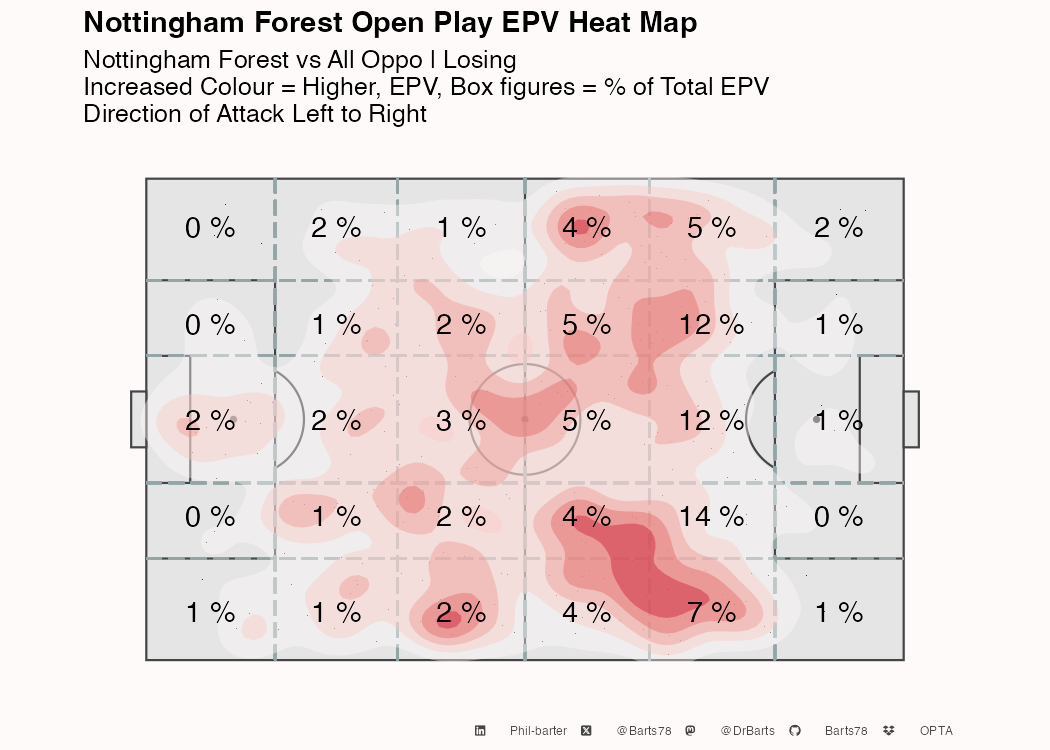 Nottingham Forest Open Play EPV Heat Map
Nottingham Forest vs All Oppo | Losing
Increased Colour = Higher, EPV, Box figures = % of Total EPV
Direction of Attack Left to Right
0 % 2 % 1 % 4 % 5 % 2 %
0 % 1 % 2 % 5 % 12 % 1 %
2 % 2 % 3 % 5 % 12 % 1 %
0 % 1 % 2 % 4 % 14 % 0 %
1 % 1 % 2 % 4 % 7 % 1 %
Phil-barter @Barts78 @DrBarts Barts78 OPTA